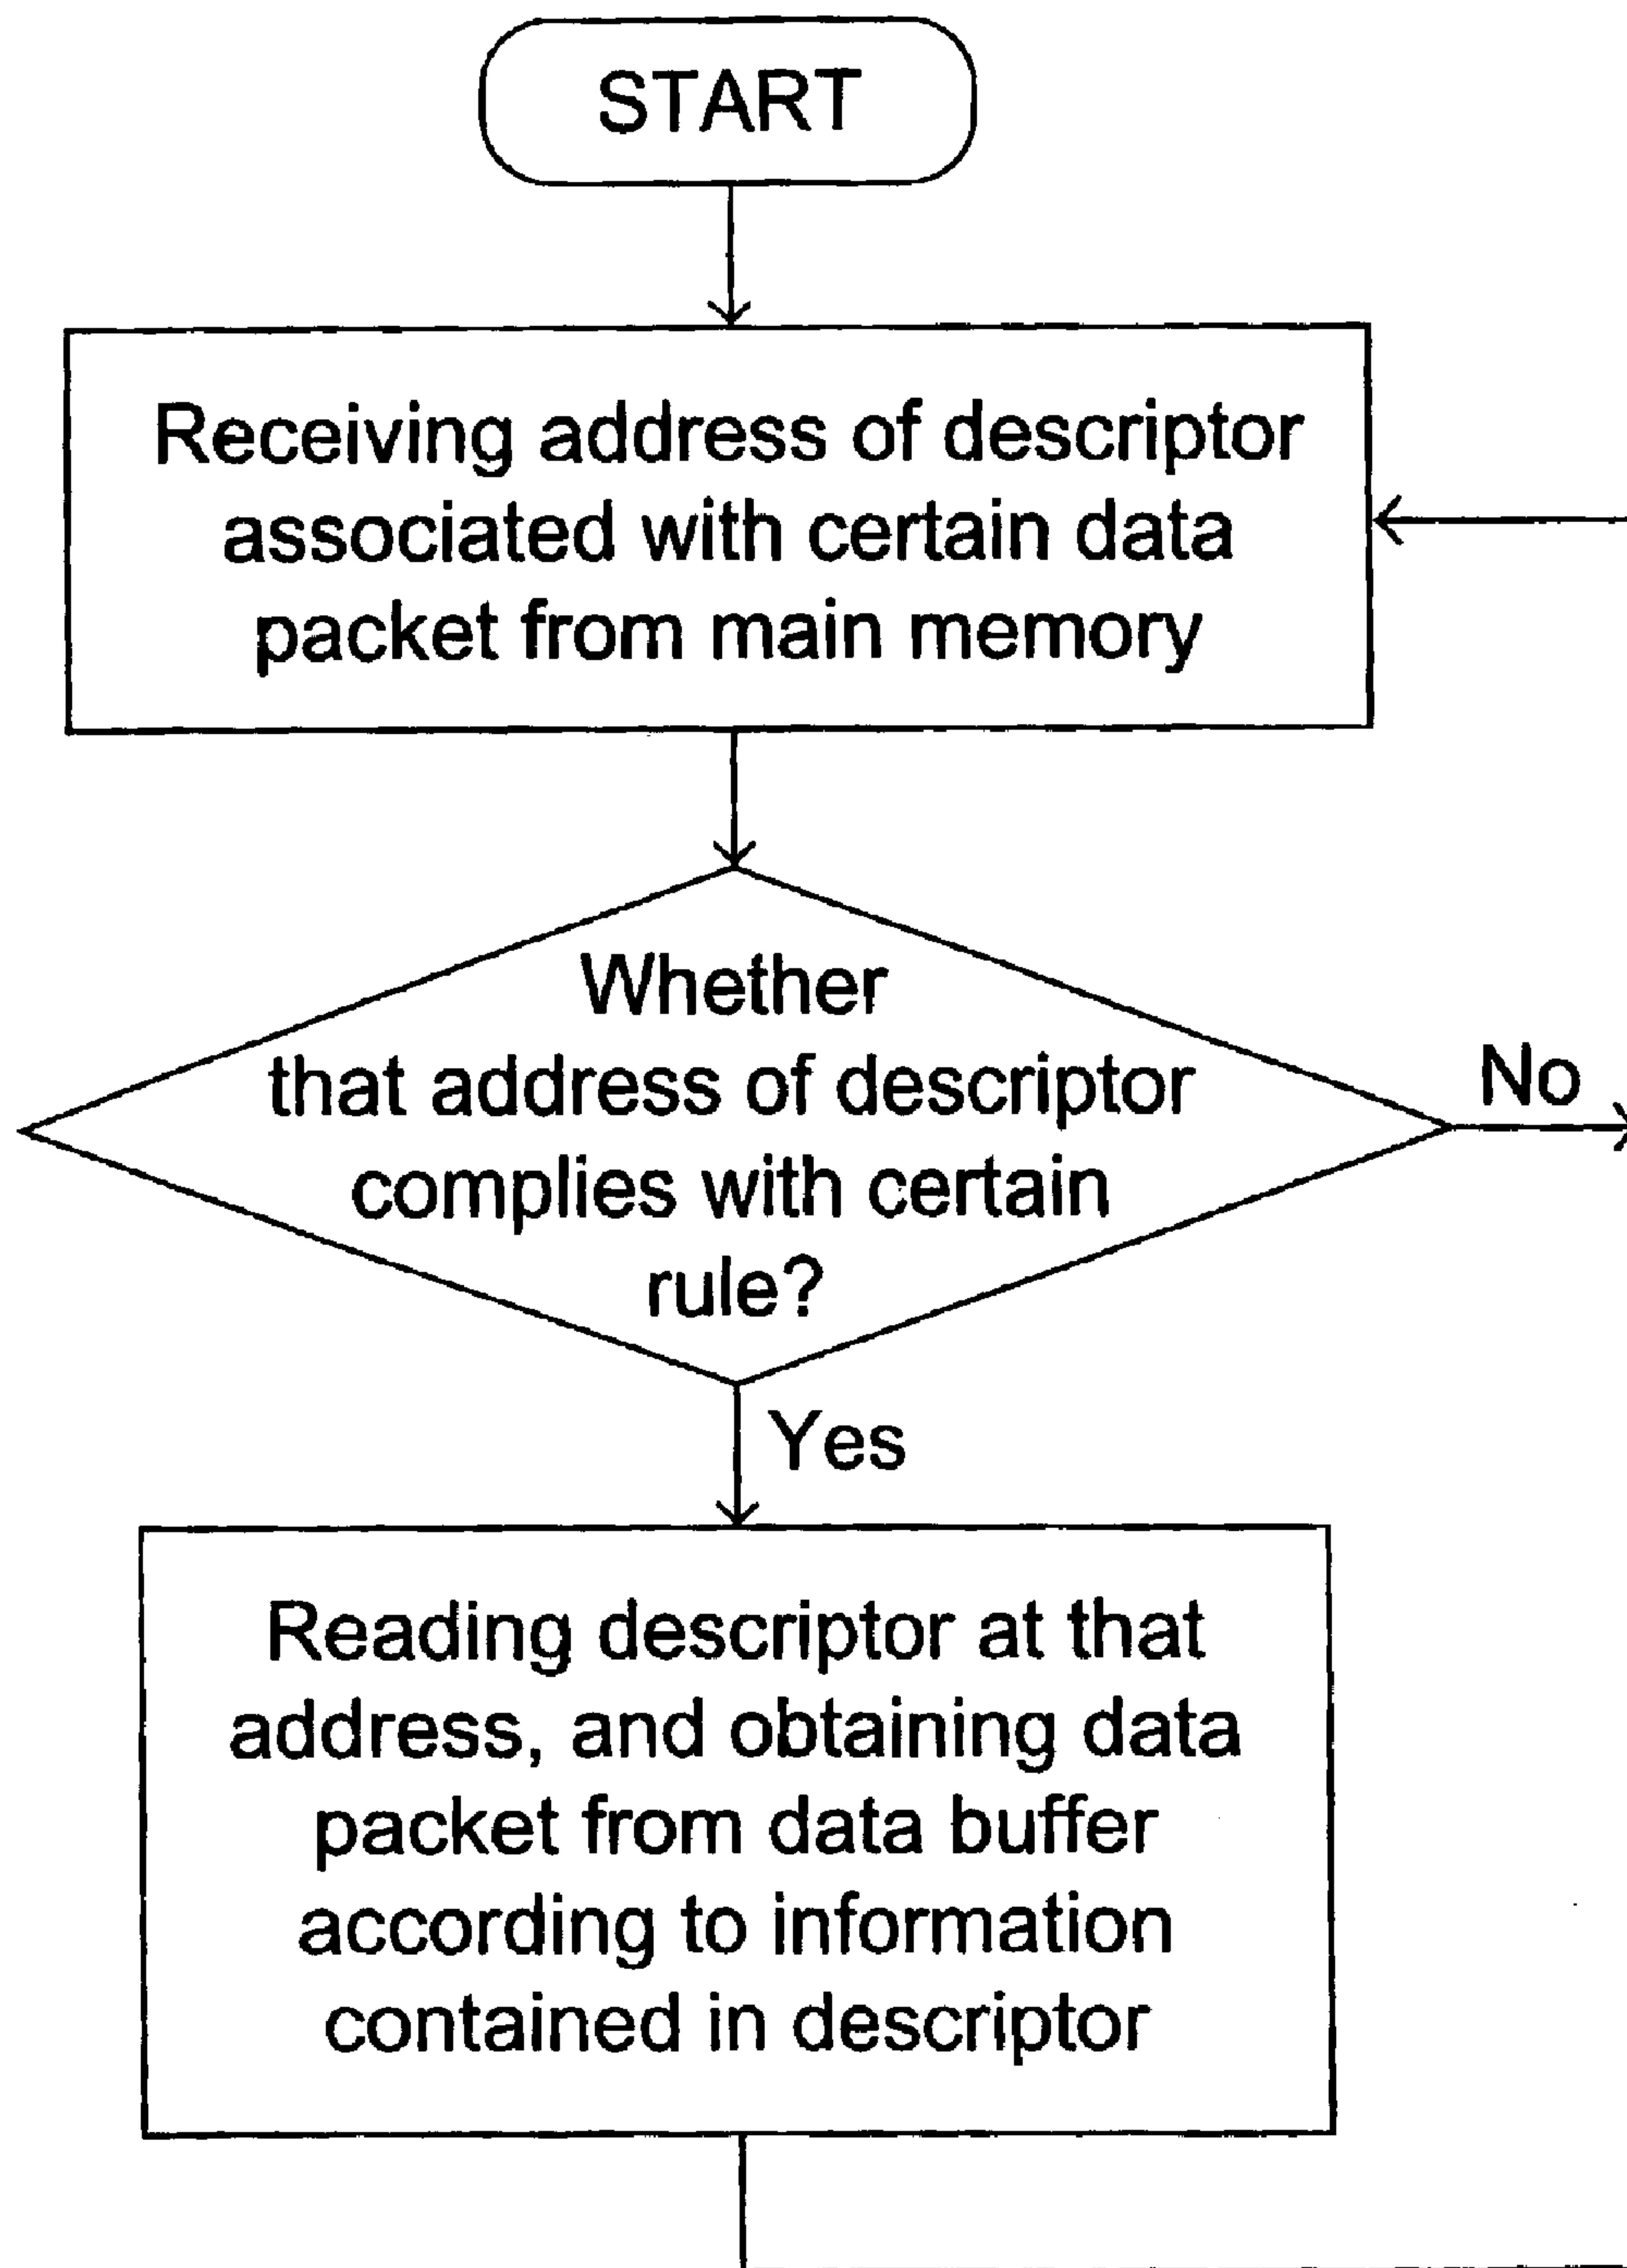 START
Receiving address of descriptor
associated with certain data
packet from main memory
Whether
that address of descriptor
complies with certain
rule?
No
Yes
Reading descriptor at that
address, and obtaining data
packet from data buffer
according to information
contained in descriptor